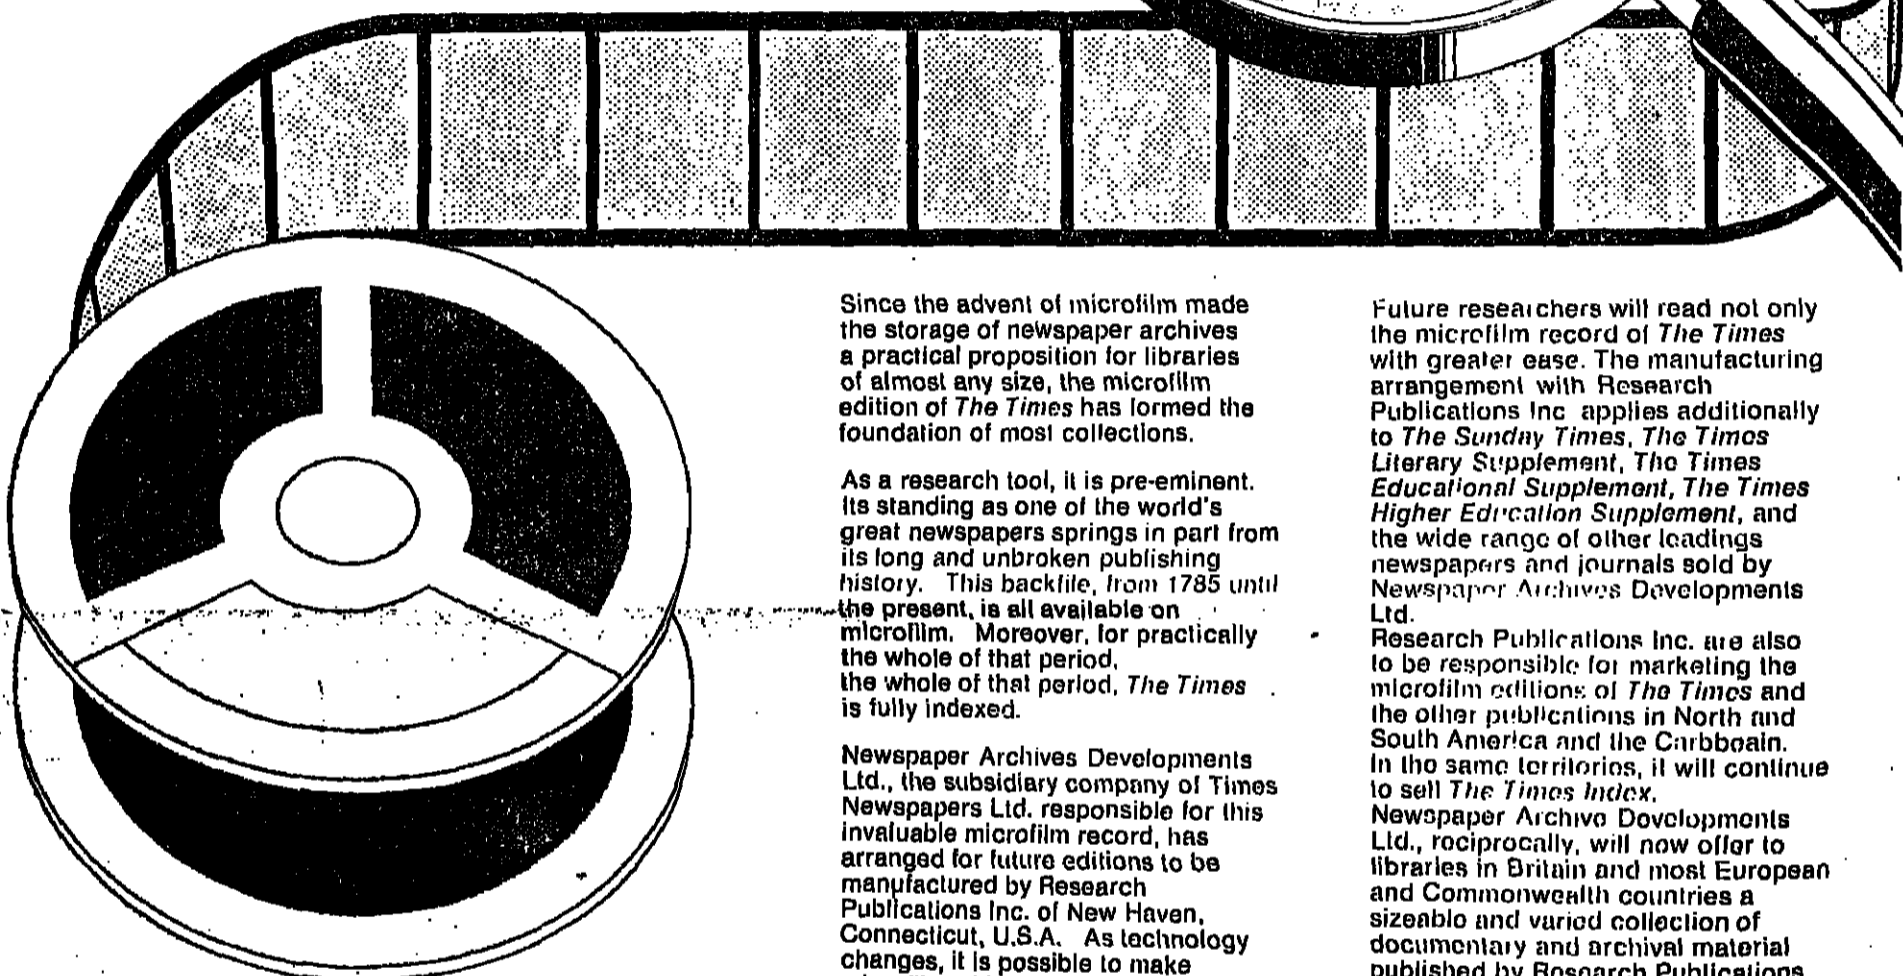 Since the advent of microfilm made
the storage of newspaper archives
a practical proposition for libraries
of almost any size, the microfilm
edition of The Times has formed the
foundation of most collections.
As a research tool, it is pre-eminent.
Its standing as one of the world's
great newspapers springs in part from
its long and unbroken publishing
history. This backfile, from 1785 until
the present, is all available on
microfilm. Moreover, for practically
the whole of that period,
the whole of that period, The Times
is fully indexed.
Newspaper Archives Developments
Ltd., the subsidiary company of Times
Newspapers Ltd. responsible for this
invaluable microfilm record, has
arranged for future editions to be
manufactured by Research
Publications Inc. of New Haven,
Connecticut, U.S.A. As technology
changes, it is possible to make
Future researchers will read not only
the microfilm record of The Times
with greater ease. The manufacturing
arrangement with Research
Publications Inc applies additionally
to The Sunday Times, The Times
Literary Supplement, The Times
Educational Supplement, The Times
Higher Education Supplement, and
the wide range of other leadings
newspapers and journals sold by
Newspaper Archives Developments
Ltd.
Research Publications Inc. are also
to be responsible for marketing the
microfilm editions of The Times and
the other publications in North and
South America and the Carbbeain.
In the same territories, it will continue
to sell The Times Index.
Newspaper Archive Developments
Ltd., reciprocally, will now offer to
libraries in Britain and most European
and Commonwealth countries a
sizeable and varied collection of
documentary and archival material
published by Research Publications